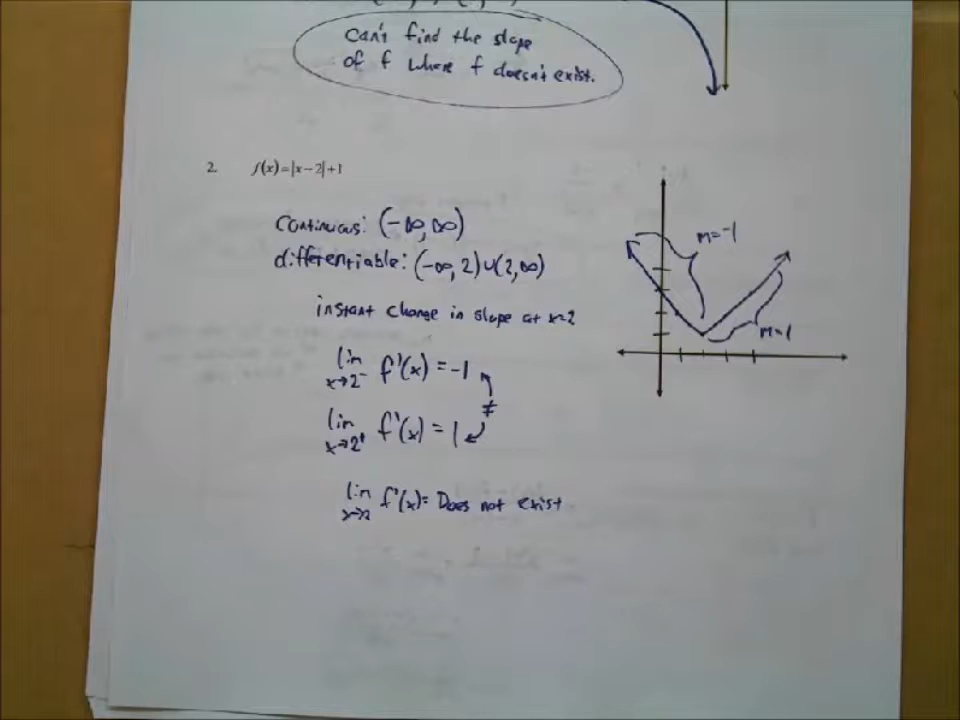 Can't find the slope
of f where f doesn't exist.
2. f(x)=|x−2|+1
Continuous: (-∞,∞)
differentiable: (-∞,2)∪(2,∞)
instant change in slope at x=2
lim x→2⁻ f'(x) = -1
≠
lim x→2⁺ f'(x) = 1
lim x→2 f'(x) = Does not exist
m=-1
m=1